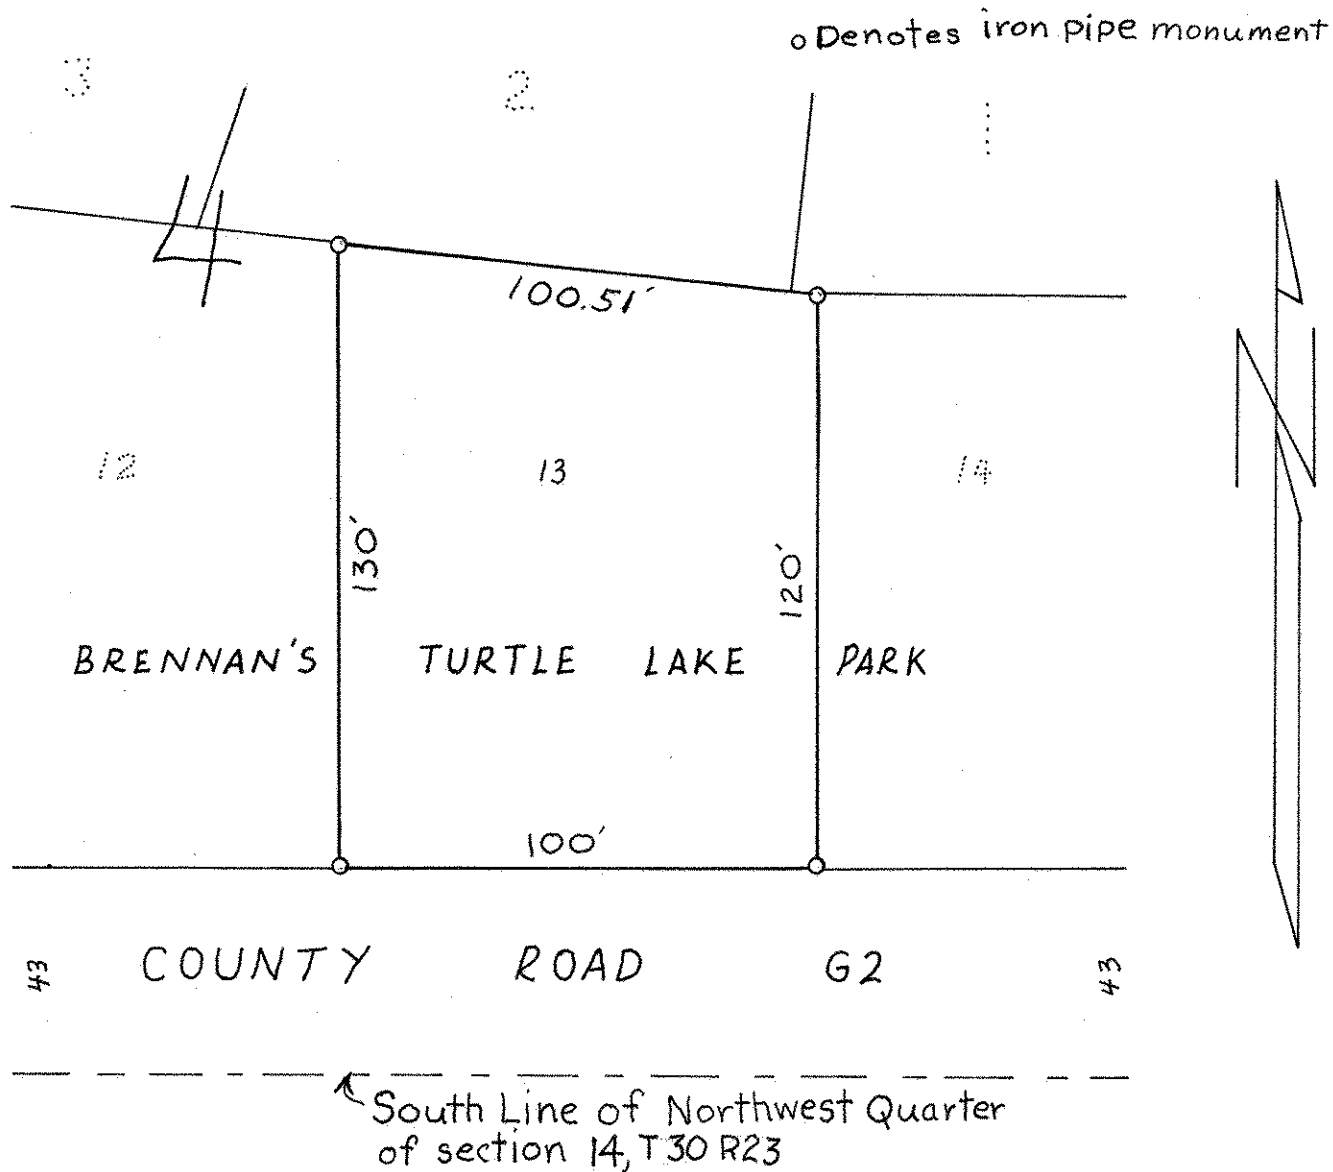 o Denotes iron pipe monument
3
2
4
100.51'
12
13
14
130'
120'
BRENNAN'S TURTLE LAKE PARK
100'
N
43
COUNTY ROAD G2
43
South Line of Northwest Quarter
of section 14, T30 R23